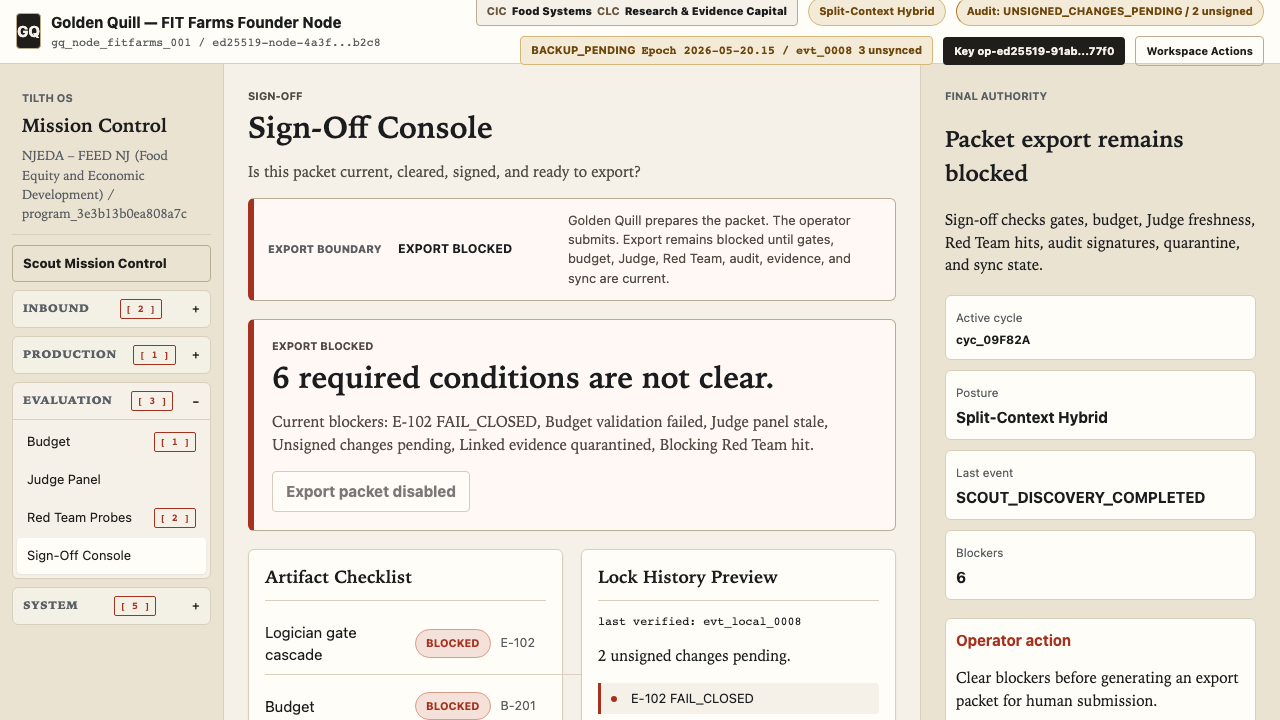 GQ
Golden Quill — FIT Farms Founder Node
gq_node_fitfarms_001 / ed25519-node-4a3f...b2c8
CIC Food Systems CLC Research & Evidence Capital
Split-Context Hybrid
Audit: UNSIGNED_CHANGES_PENDING / 2 unsigned
BACKUP_PENDING Epoch 2026-05-20.15 / evt_0008 3 unsynced
Key op-ed25519-91ab...77f0
Workspace Actions
TILTH OS
Mission Control
NJEDA – FEED NJ (Food
Equity and Economic
Development) /
program_3e3b13b0ea808a7c
Scout Mission Control
INBOUND [ 2 ] +
PRODUCTION [ 1 ] +
EVALUATION [ 3 ] –
Budget [ 1 ]
Judge Panel
Red Team Probes [ 2 ]
Sign-Off Console
SYSTEM [ 5 ] +
SIGN-OFF
Sign-Off Console
Is this packet current, cleared, signed, and ready to export?
EXPORT BOUNDARY EXPORT BLOCKED
Golden Quill prepares the packet. The operator
submits. Export remains blocked until gates,
budget, Judge, Red Team, audit, evidence, and
sync are current.
EXPORT BLOCKED
6 required conditions are not clear.
Current blockers: E-102 FAIL_CLOSED, Budget validation failed, Judge panel stale,
Unsigned changes pending, Linked evidence quarantined, Blocking Red Team hit.
Export packet disabled
Artifact Checklist
Logician gate
cascade
BLOCKED E-102
Budget BLOCKED B-201
Lock History Preview
last verified: evt_local_0008
2 unsigned changes pending.
E-102 FAIL_CLOSED
FINAL AUTHORITY
Packet export remains
blocked
Sign-off checks gates, budget, Judge freshness,
Red Team hits, audit signatures, quarantine,
and sync state.
Active cycle
cyc_09F82A
Posture
Split-Context Hybrid
Last event
SCOUT_DISCOVERY_COMPLETED
Blockers
6
Operator action
Clear blockers before generating an export
packet for human submission.